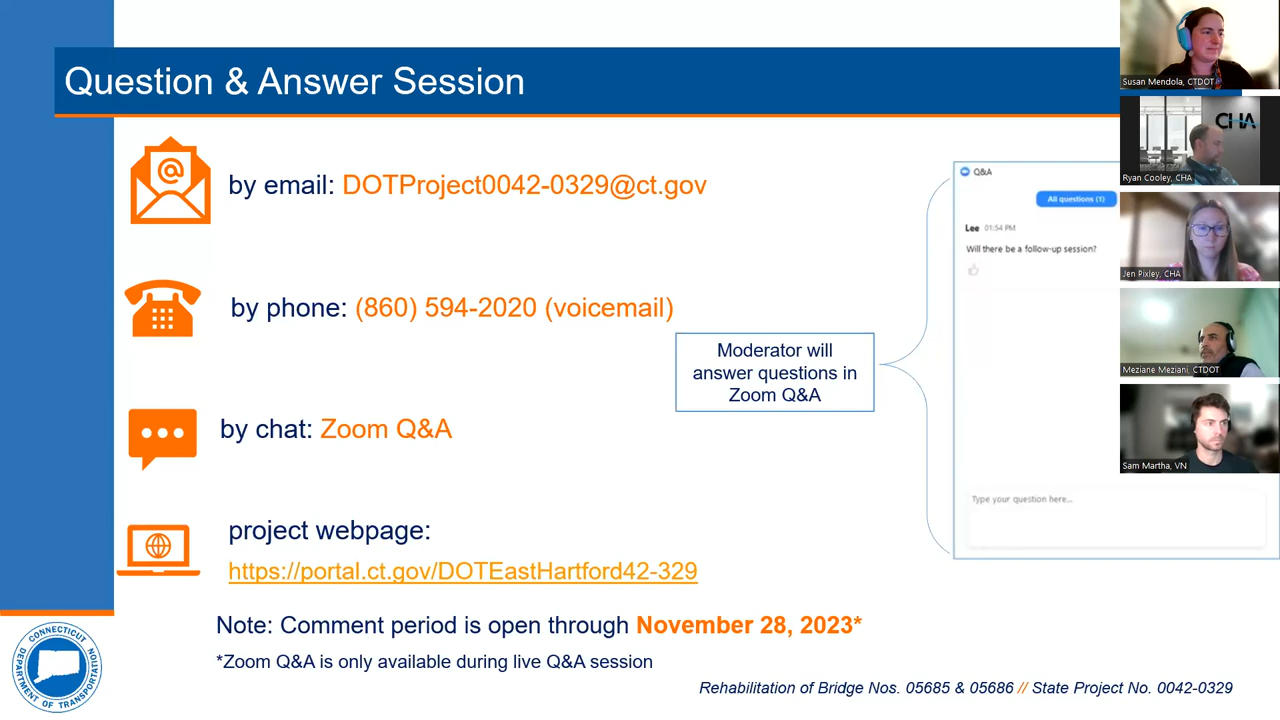 Question & Answer Session
by email: DOTProject0042-0329@ct.gov
by phone: (860) 594-2020 (voicemail)
by chat: Zoom Q&A
project webpage:
https://portal.ct.gov/DOTEastHartford42-329
Note: Comment period is open through November 28, 2023*
*Zoom Q&A is only available during live Q&A session
Moderator will
answer questions in
Zoom Q&A
Q&A
All questions (1)
Lee 01:54 PM
Will there be a follow-up session?
Type your question here...
Susan Mendola, CTDOT
CHA
Ryan Cooley, CHA
Jen Pixley, CHA
Meziane Meziani, CTDOT
Sam Martha, VN
CONNECTICUT
DEPARTMENT OF TRANSPORTATION
Rehabilitation of Bridge Nos. 05685 & 05686 // State Project No. 0042-0329